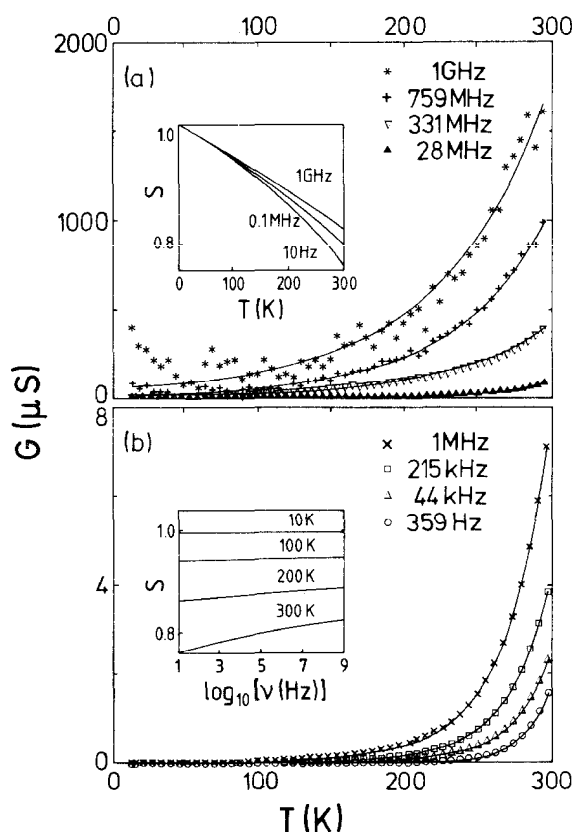 0 100 200 300
2000
(a)
* 1GHz
+ 759MHz
▽ 331MHz
▲ 28MHz
1.0
S
0.8
1GHz
0.1MHz
10Hz
0 100 200 300
T(K)
1000
0
G (μS)
8
(b)
× 1MHz
□ 215kHz
△ 44kHz
○ 359Hz
10K
1.0
100K
S
200K
300K
0.8
1 3 5 7 9
log₁₀[ν(Hz)]
4
0
0 100 200 300
T(K)